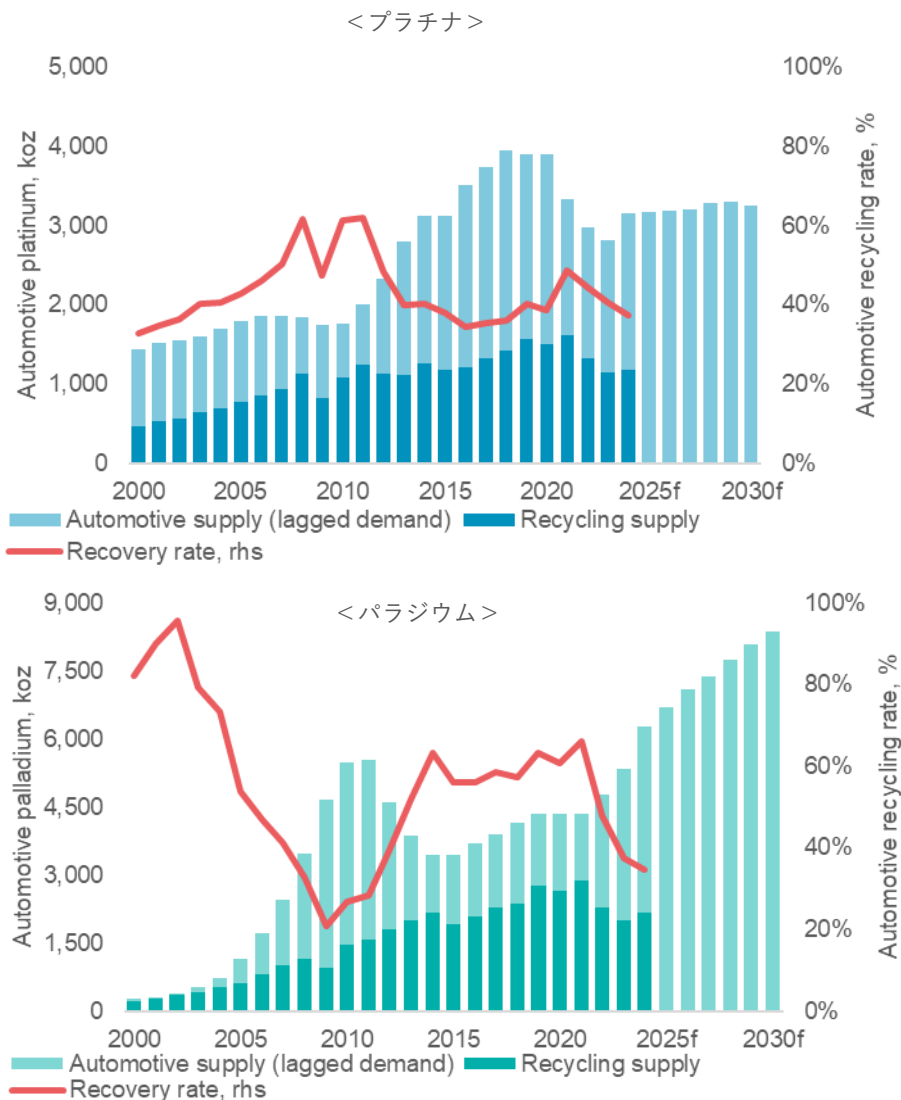 ＜プラチナ＞
5,000
4,000
3,000
2,000
1,000
0
Automotive platinum, koz
100%
80%
60%
40%
20%
0%
Automotive recycling rate, %
2000 2005 2010 2015 2020 2025f 2030f
Automotive supply (lagged demand) Recycling supply
Recovery rate, rhs
＜パラジウム＞
9,000
7,500
6,000
4,500
3,000
1,500
0
Automotive palladium, koz
100%
80%
60%
40%
20%
0%
Automotive recycling rate, %
2000 2005 2010 2015 2020 2025f 2030f
Automotive supply (lagged demand) Recycling supply
Recovery rate, rhs